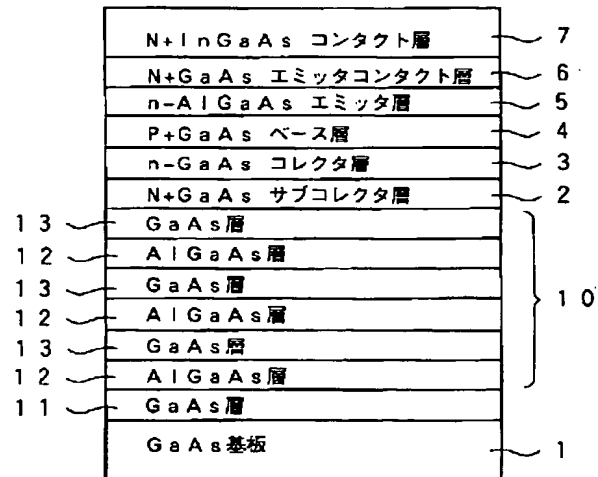 N+InGaAs コンタクト層 7
N+GaAs エミッタコンタクト層 6
n-AlGaAs エミッタ層 5
P+GaAs ベース層 4
n-GaAs コレクタ層 3
N+GaAs サブコレクタ層 2
13 GaAs層
12 AlGaAs層
13 GaAs層
12 AlGaAs層 10
13 GaAs層
12 AlGaAs層
11 GaAs層
GaAs基板 1